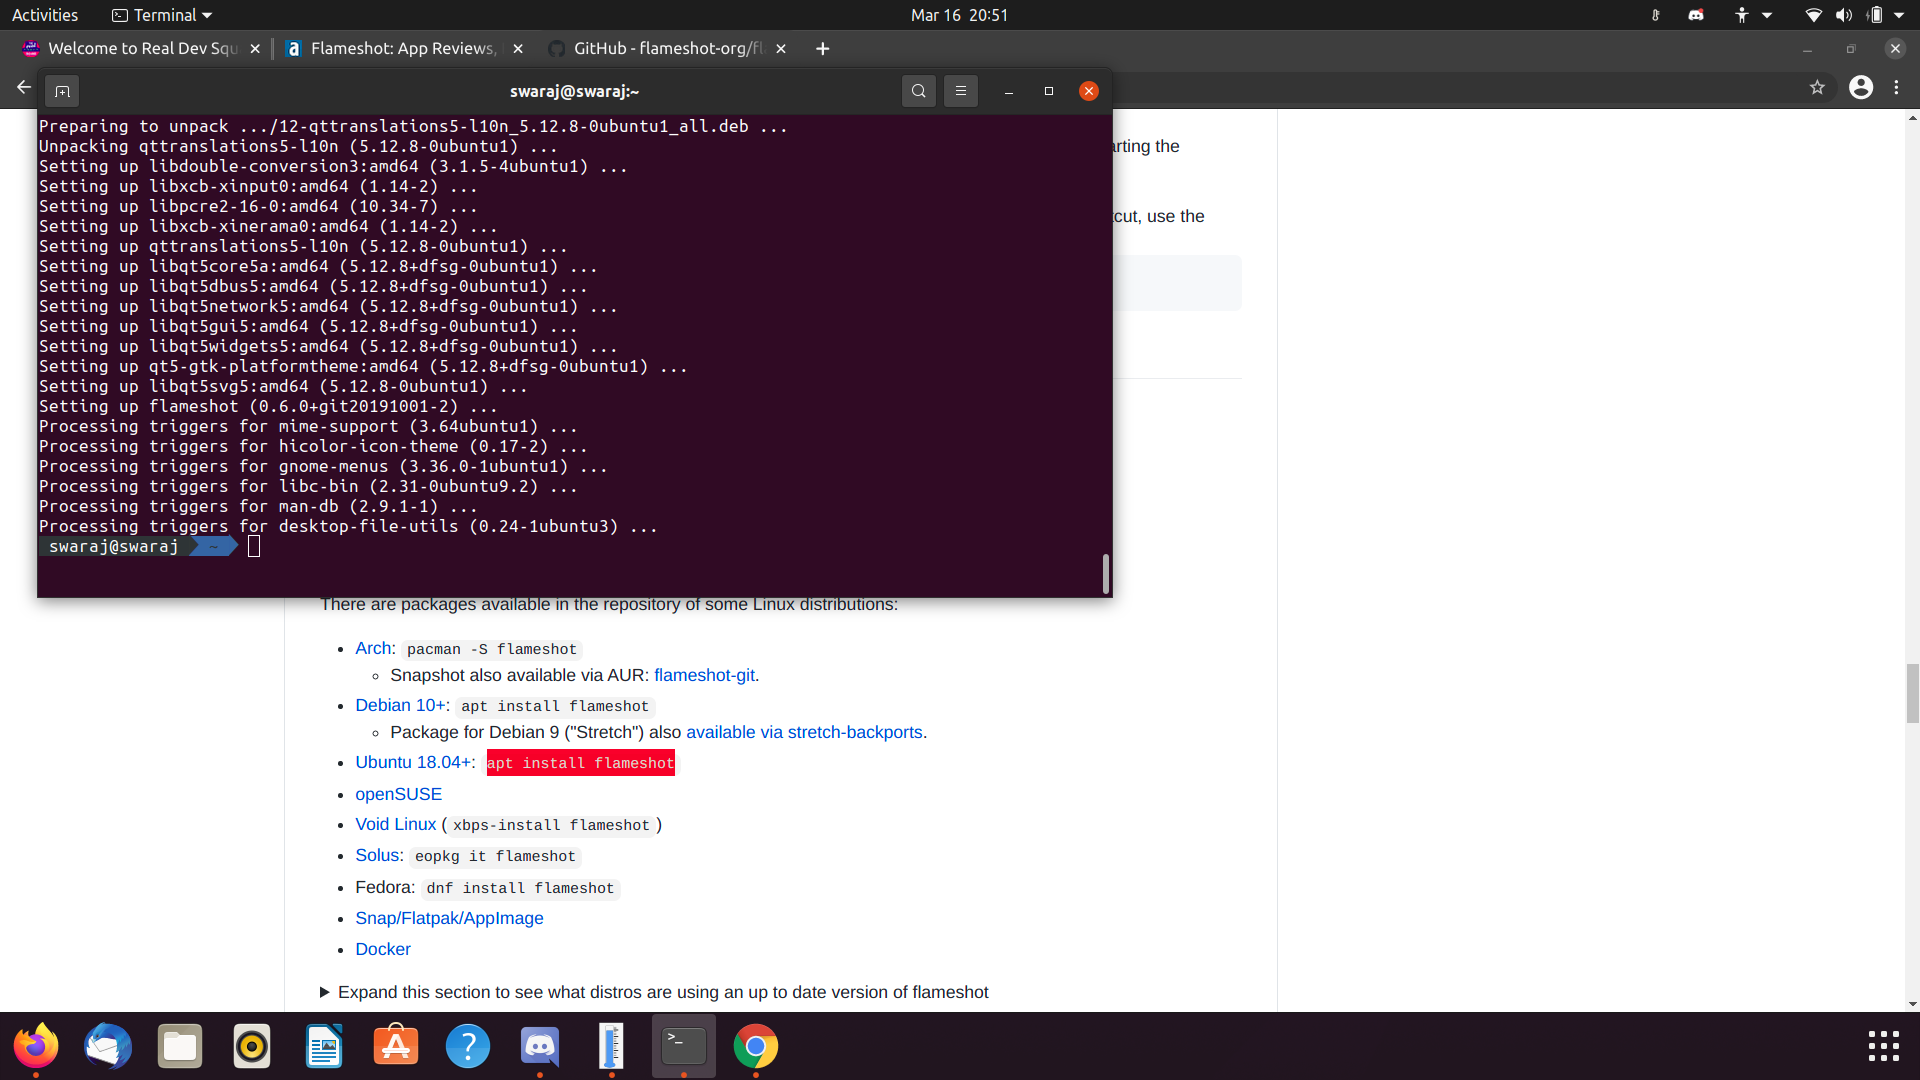 Activities
Terminal
Mar 16 20:51
Welcome to Real Dev Squ
Flameshot: App Reviews,
GitHub - flameshot-org/fl
swaraj@swaraj:~
Preparing to unpack .../12-qttranslations5-l10n_5.12.8-0ubuntu1_all.deb ...
Unpacking qttranslations5-l10n (5.12.8-0ubuntu1) ...
Setting up libdouble-conversion3:amd64 (3.1.5-4ubuntu1) ...
Setting up libxcb-xinput0:amd64 (1.14-2) ...
Setting up libpcre2-16-0:amd64 (10.34-7) ...
Setting up libxcb-xinerama0:amd64 (1.14-2) ...
Setting up qttranslations5-l10n (5.12.8-0ubuntu1) ...
Setting up libqt5core5a:amd64 (5.12.8+dfsg-0ubuntu1) ...
Setting up libqt5dbus5:amd64 (5.12.8+dfsg-0ubuntu1) ...
Setting up libqt5network5:amd64 (5.12.8+dfsg-0ubuntu1) ...
Setting up libqt5gui5:amd64 (5.12.8+dfsg-0ubuntu1) ...
Setting up libqt5widgets5:amd64 (5.12.8+dfsg-0ubuntu1) ...
Setting up qt5-gtk-platformtheme:amd64 (5.12.8+dfsg-0ubuntu1) ...
Setting up libqt5svg5:amd64 (5.12.8-0ubuntu1) ...
Setting up flameshot (0.6.0+git20191001-2) ...
Processing triggers for mime-support (3.64ubuntu1) ...
Processing triggers for hicolor-icon-theme (0.17-2) ...
Processing triggers for gnome-menus (3.36.0-1ubuntu1) ...
Processing triggers for libc-bin (2.31-0ubuntu9.2) ...
Processing triggers for man-db (2.9.1-1) ...
Processing triggers for desktop-file-utils (0.24-1ubuntu3) ...
swaraj@swaraj ~
arting the
cut, use the
There are packages available in the repository of some Linux distributions:
• Arch: pacman -S flameshot
◦ Snapshot also available via AUR: flameshot-git.
• Debian 10+: apt install flameshot
◦ Package for Debian 9 ("Stretch") also available via stretch-backports.
• Ubuntu 18.04+: apt install flameshot
• openSUSE
• Void Linux ( xbps-install flameshot )
• Solus: eopkg it flameshot
• Fedora: dnf install flameshot
• Snap/Flatpak/AppImage
• Docker
Expand this section to see what distros are using an up to date version of flameshot